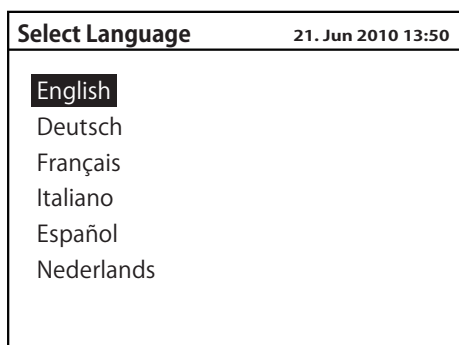 Select Language 21. Jun 2010 13:50
English
Deutsch
Français
Italiano
Español
Nederlands